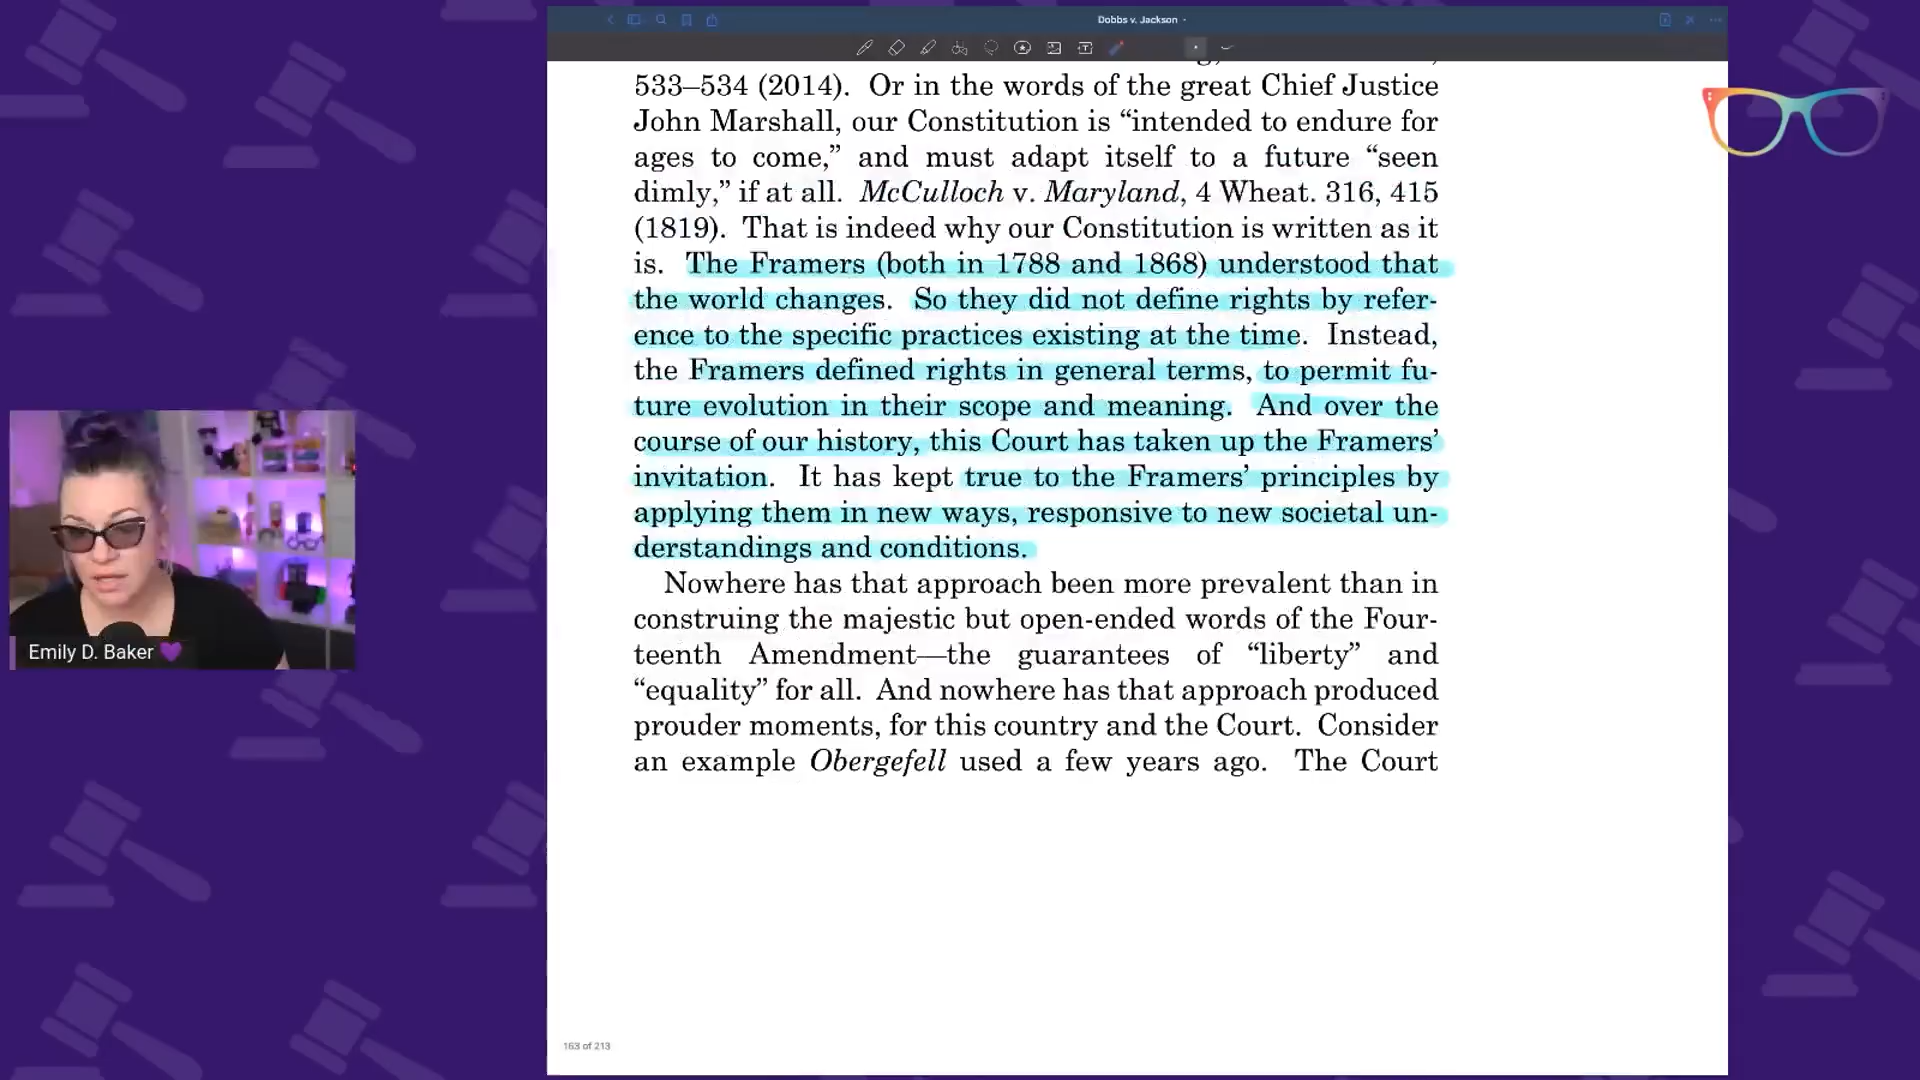 Dobbs v. Jackson
533–534 (2014). Or in the words of the great Chief Justice
John Marshall, our Constitution is “intended to endure for
ages to come,” and must adapt itself to a future “seen
dimly,” if at all. McCulloch v. Maryland, 4 Wheat. 316, 415
(1819). That is indeed why our Constitution is written as it
is. The Framers (both in 1788 and 1868) understood that
the world changes. So they did not define rights by refer-
ence to the specific practices existing at the time. Instead,
the Framers defined rights in general terms, to permit fu-
ture evolution in their scope and meaning. And over the
course of our history, this Court has taken up the Framers’
invitation. It has kept true to the Framers’ principles by
applying them in new ways, responsive to new societal un-
derstandings and conditions.
Nowhere has that approach been more prevalent than in
construing the majestic but open-ended words of the Four-
teenth Amendment—the guarantees of “liberty” and
“equality” for all. And nowhere has that approach produced
prouder moments, for this country and the Court. Consider
an example Obergefell used a few years ago. The Court
163 of 213
Emily D. Baker 💜